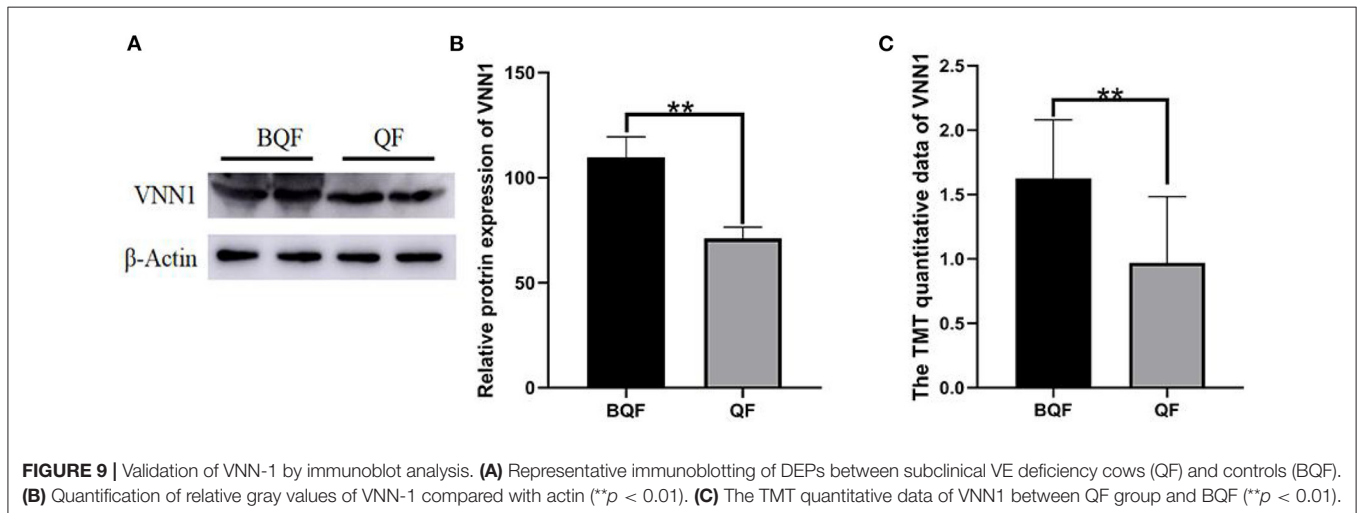 A
BQF QF
VNN1
β-Actin
B
Relative protrin expression of VNN1
150
100
50
0
**
BQF QF
C
The TMT quantitative data of VNN1
2.5
2.0
1.5
1.0
0.5
0.0
**
BQF QF
FIGURE 9 | Validation of VNN-1 by immunoblot analysis. (A) Representative immunoblotting of DEPs between subclinical VE deficiency cows (QF) and controls (BQF).
(B) Quantification of relative gray values of VNN-1 compared with actin (**p < 0.01). (C) The TMT quantitative data of VNN1 between QF group and BQF (**p < 0.01).